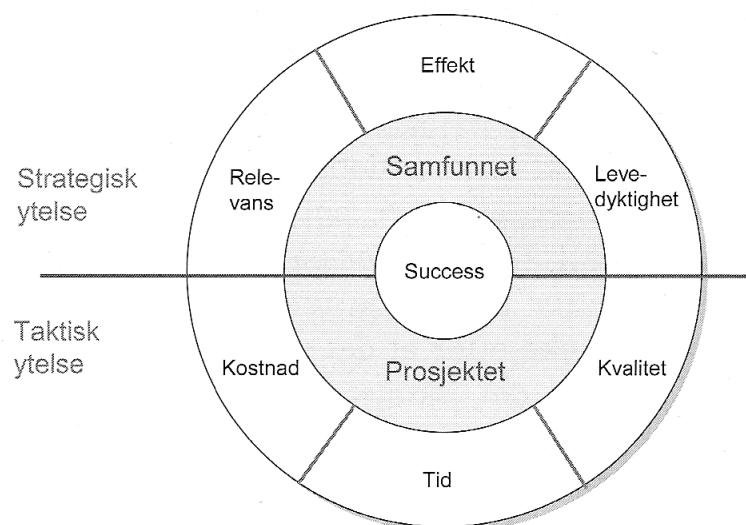 Effekt
Samfunnet
Strategisk
ytelse
Rele-
vans
Leve-
dyktighet
Success
Taktisk
ytelse
Kostnad
Prosjektet
Kvalitet
Tid